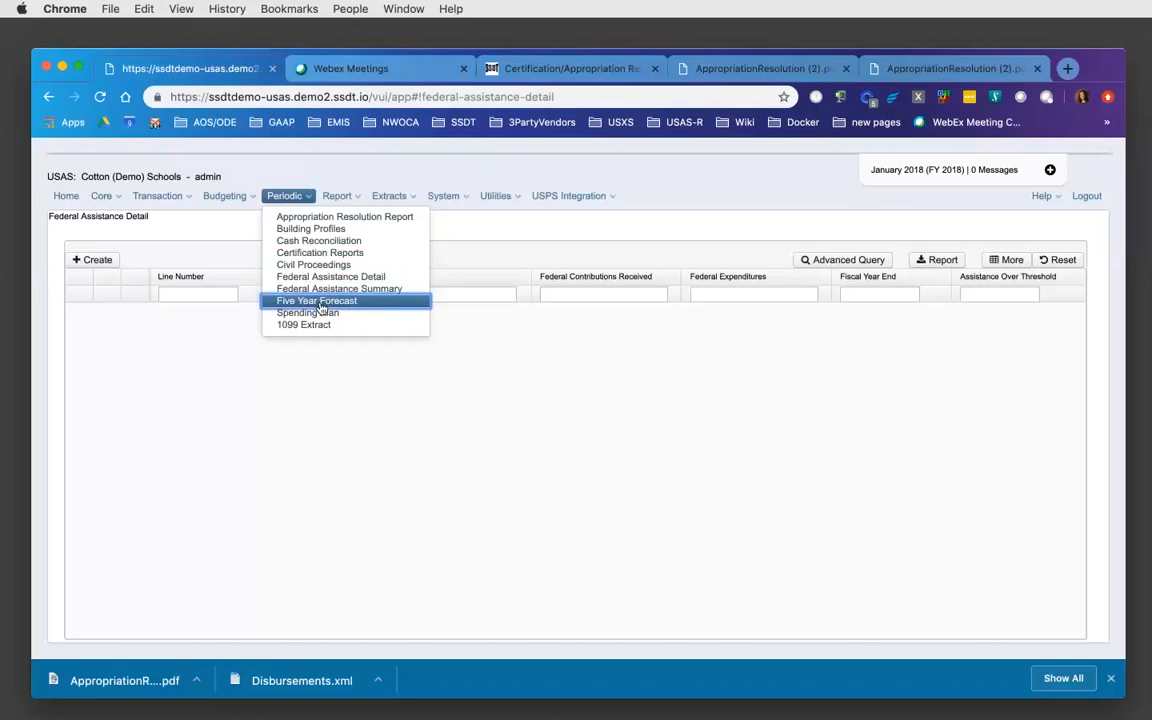 Chrome File Edit View History Bookmarks People Window Help
https://ssdtdemo-usas.demo2. Webex Meetings SSDT Certification/Appropriation Re AppropriationResolution (2).p AppropriationResolution (2).p
https://ssdtdemo-usas.demo2.ssdt.io/vui/app#!federal-assistance-detail
Apps AOS/ODE GAAP EMIS NWOCA SSDT 3PartyVendors USXS USAS-R Wiki Docker new pages WebEx Meeting C... »
January 2018 (FY 2018) | 0 Messages
USAS: Cotton (Demo) Schools - admin
Home Core Transaction Budgeting Periodic Report Extracts System Utilities USPS Integration Help Logout
Federal Assistance Detail
Appropriation Resolution Report
Building Profiles
Cash Reconciliation
Certification Reports
Civil Proceedings
Federal Assistance Detail
Federal Assistance Summary
Five Year Forecast
Spending Plan
1099 Extract
Create Advanced Query Report More Reset
Line Number Federal Contributions Received Federal Expenditures Fiscal Year End Assistance Over Threshold
AppropriationR....pdf Disbursements.xml Show All